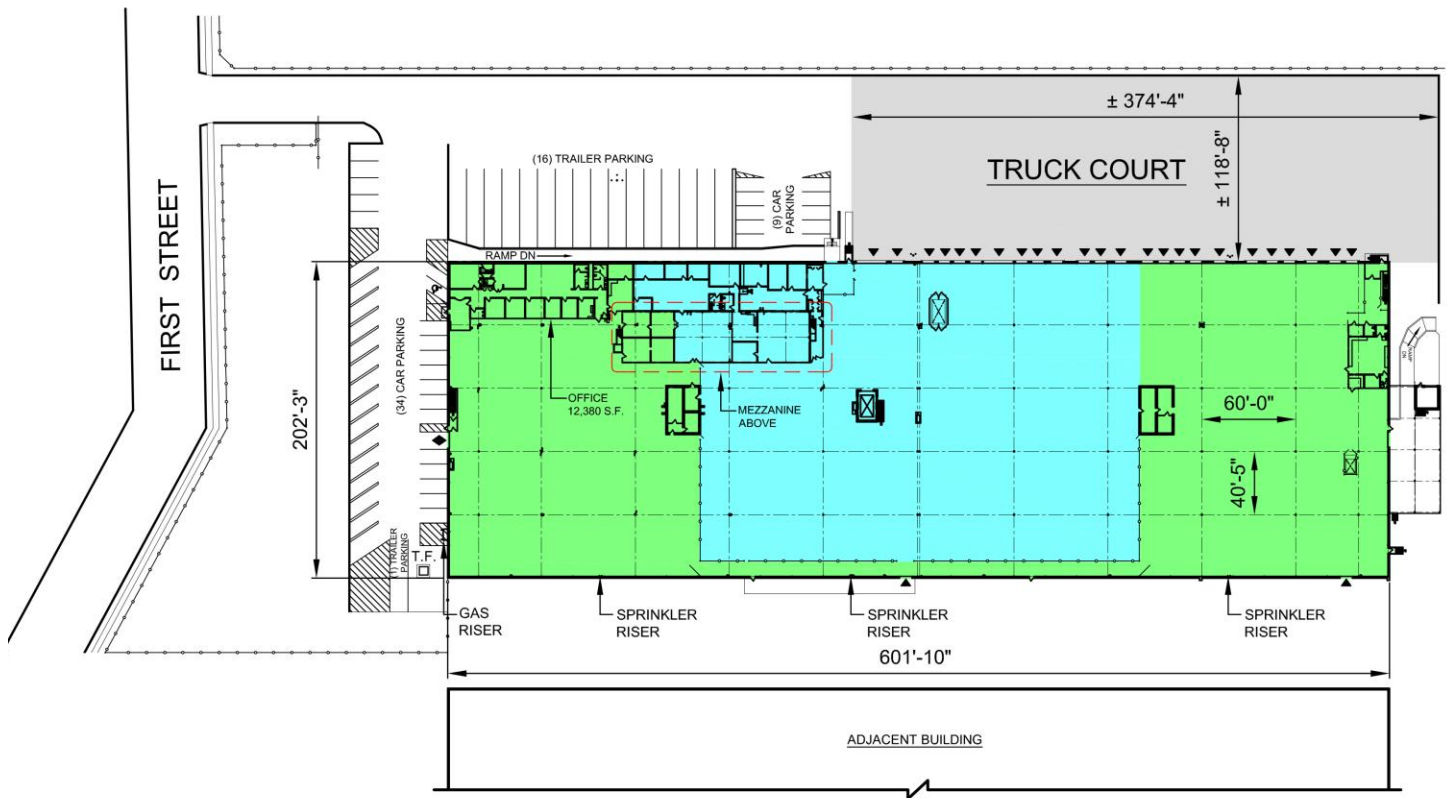 ± 374'-4"
TRUCK COURT
± 118'-8"
(16) TRAILER PARKING
(9) CAR
PARKING
RAMP DN
FIRST STREET
(34) CAR PARKING
202'-3"
OFFICE
12,380 S.F.
MEZZANINE
ABOVE
60'-0"
40'-5"
RAMP
DN
(1) TRAILER
PARKING
T.F.
GAS
RISER
SPRINKLER
RISER
SPRINKLER
RISER
SPRINKLER
RISER
601'-10"
ADJACENT BUILDING